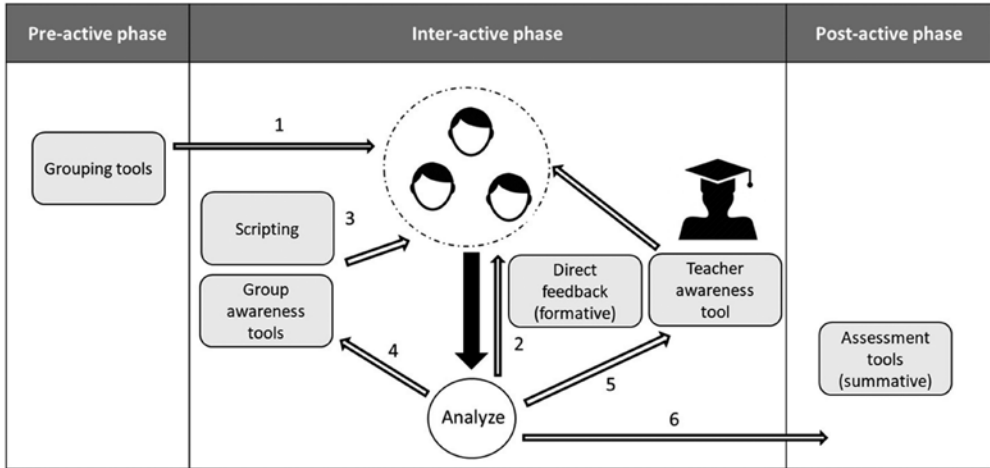 Pre-active phase
Inter-active phase
Post-active phase
1
Grouping tools
Scripting
3
Group
awareness
tools
4
Direct
feedback
(formative)
2
Teacher
awareness
tool
5
Analyze
6
Assessment
tools
(summative)